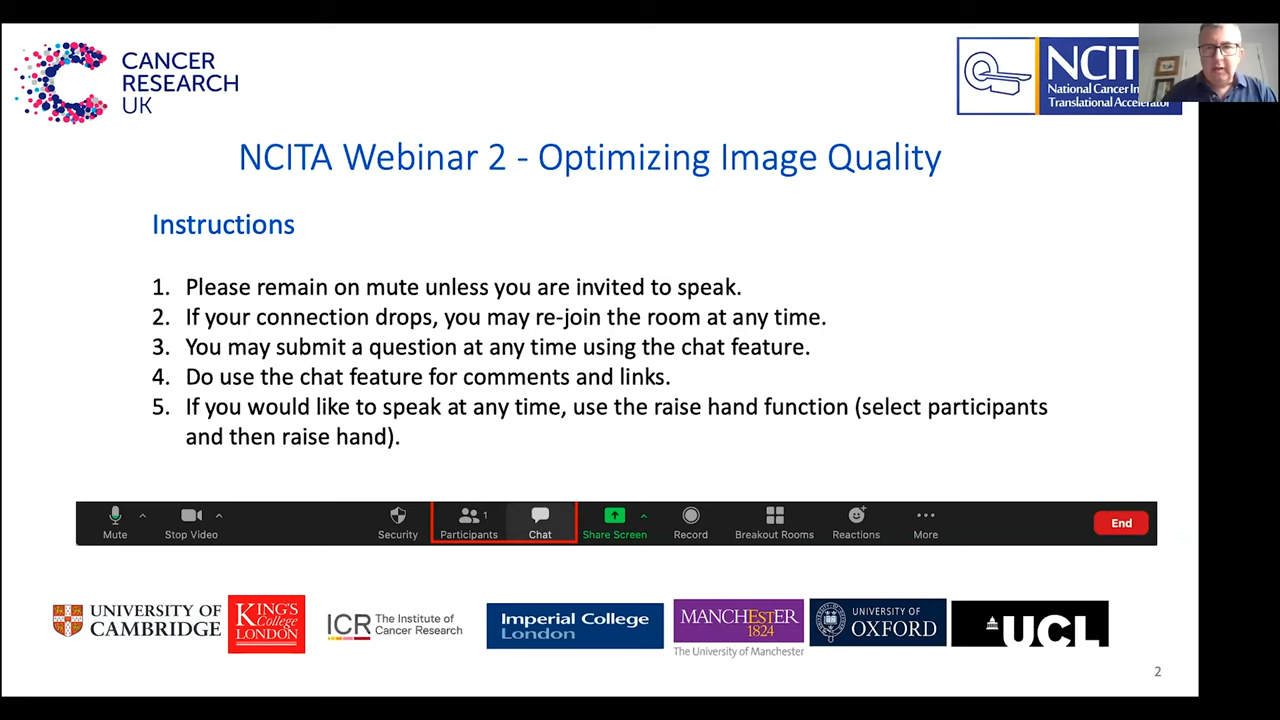 CANCER
RESEARCH
UK
NCIT
National Cancer
Translational Accelerator
NCITA Webinar 2 - Optimizing Image Quality
Instructions
1. Please remain on mute unless you are invited to speak.
2. If your connection drops, you may re-join the room at any time.
3. You may submit a question at any time using the chat feature.
4. Do use the chat feature for comments and links.
5. If you would like to speak at any time, use the raise hand function (select participants
and then raise hand).
Mute
Stop Video
Security
1
Participants
Chat
Share Screen
Record
Breakout Rooms
Reactions
More
End
UNIVERSITY OF
CAMBRIDGE
KING'S
College
LONDON
ICR The Institute of
Cancer Research
Imperial College
London
MANCHESTER
1824
The University of Manchester
UNIVERSITY OF
OXFORD
UCL
2